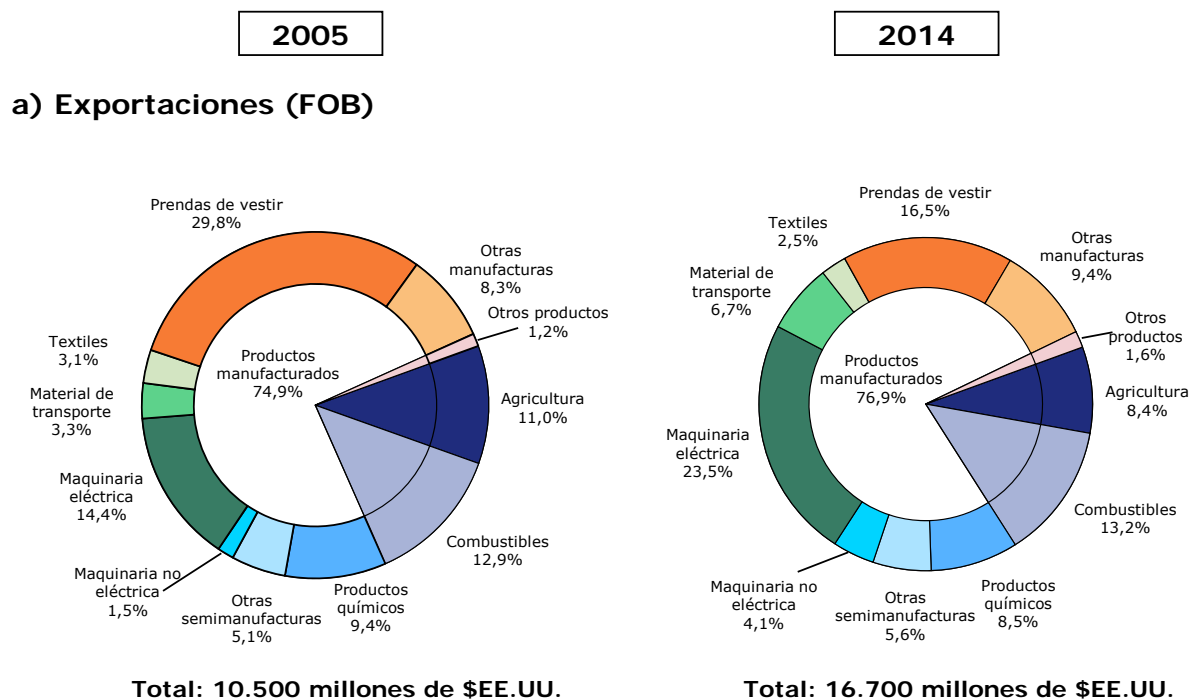 2005
2014
a) Exportaciones (FOB)
Prendas de vestir
29,8%
Otras
manufacturas
8,3%
Otros productos
1,2%
Textiles
3,1%
Productos
manufacturados
74,9%
Agricultura
11,0%
Material de
transporte
3,3%
Maquinaria
eléctrica
14,4%
Combustibles
12,9%
Maquinaria no
eléctrica
1,5%
Otras
semimanufacturas
5,1%
Productos
químicos
9,4%
Total: 10.500 millones de $EE.UU.
Prendas de vestir
16,5%
Textiles
2,5%
Otras
manufacturas
9,4%
Material de
transporte
6,7%
Otros
productos
1,6%
Productos
manufacturados
76,9%
Agricultura
8,4%
Maquinaria
eléctrica
23,5%
Combustibles
13,2%
Maquinaria no
eléctrica
4,1%
Otras
semimanufacturas
5,6%
Productos
químicos
8,5%
Total: 16.700 millones de $EE.UU.